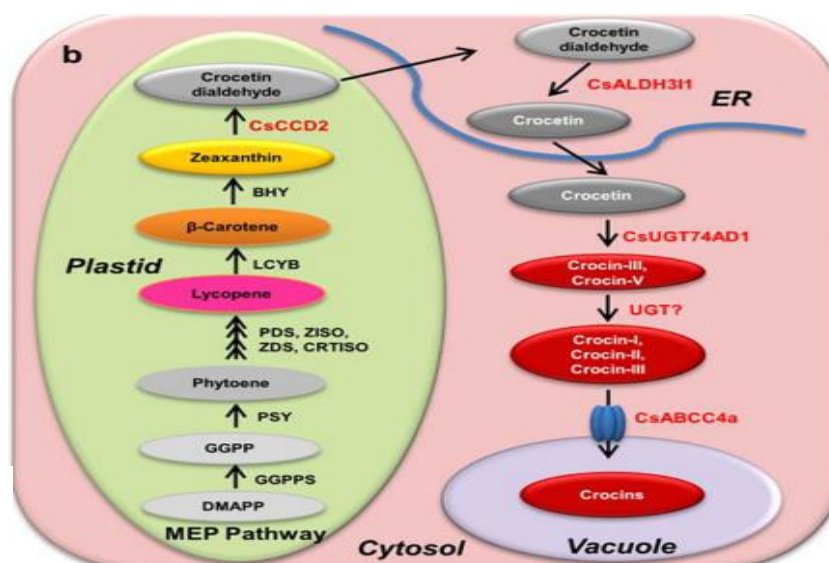 b
Crocetin
dialdehyde
CsCCD2
Zeaxanthin
BHY
β-Carotene
LCYB
Plastid
Lycopene
PDS, ZISO,
ZDS, CRTISO
Phytoene
PSY
GGPP
GGPPS
DMAPP
MEP Pathway
Crocetin
dialdehyde
CsALDH3I1
ER
Crocetin
Crocetin
CsUGT74AD1
Crocin-III,
Crocin-V
UGT?
Crocin-I,
Crocin-II,
Crocin-III
CsABCC4a
Crocins
Cytosol
Vacuole